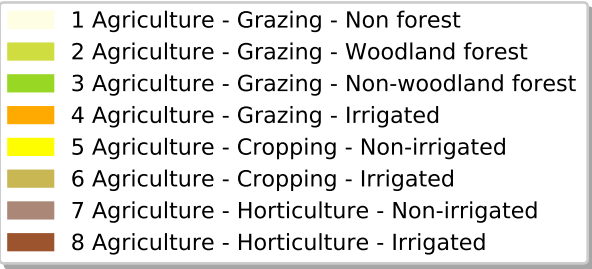 1 Agriculture - Grazing - Non forest
2 Agriculture - Grazing - Woodland forest
3 Agriculture - Grazing - Non-woodland forest
4 Agriculture - Grazing - Irrigated
5 Agriculture - Cropping - Non-irrigated
6 Agriculture - Cropping - Irrigated
7 Agriculture - Horticulture - Non-irrigated
8 Agriculture - Horticulture - Irrigated